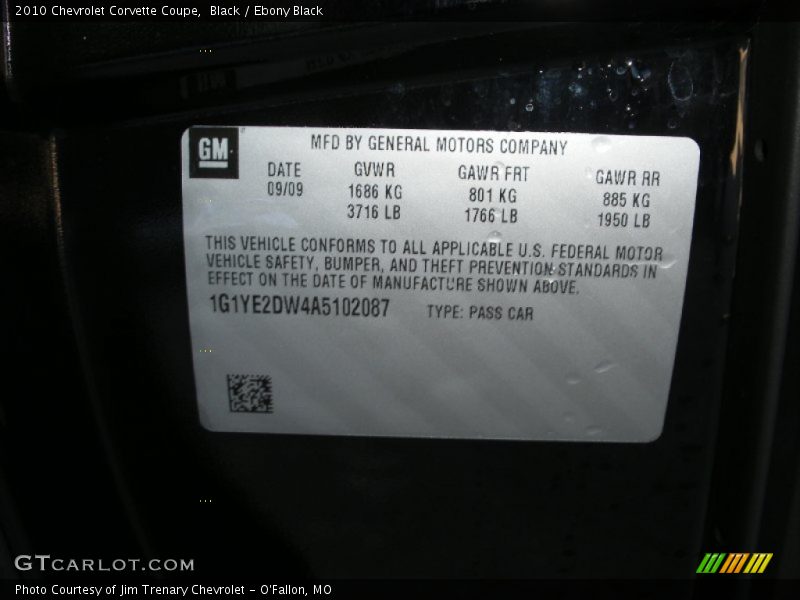 2010 Chevrolet Corvette Coupe,  Black / Ebony Black
GM
MFD BY GENERAL MOTORS COMPANY
DATE GVWR GAWR FRT GAWR RR
09/09 1686 KG 801 KG 885 KG
3716 LB 1766 LB 1950 LB
THIS VEHICLE CONFORMS TO ALL APPLICABLE U.S. FEDERAL MOTOR
VEHICLE SAFETY, BUMPER, AND THEFT PREVENTION STANDARDS IN
EFFECT ON THE DATE OF MANUFACTURE SHOWN ABOVE.
1G1YE2DW4A5102087 TYPE: PASS CAR
GTCARLOT.COM
Photo Courtesy of Jim Trenary Chevrolet - O'Fallon, MO